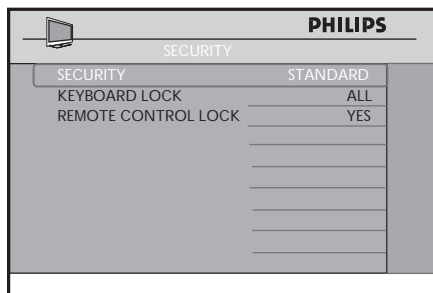 PHILIPS
SECURITY
SECURITY STANDARD
KEYBOARD LOCK ALL
REMOTE CONTROL LOCK YES